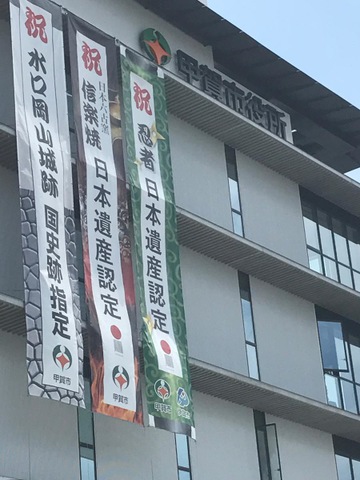 甲賀市役所
祝
水口岡山城跡 国史跡指定
甲賀市
祝
日本六古窯
信楽焼 日本遺産認定
甲賀市
祝
忍者 日本遺産認定
甲賀市